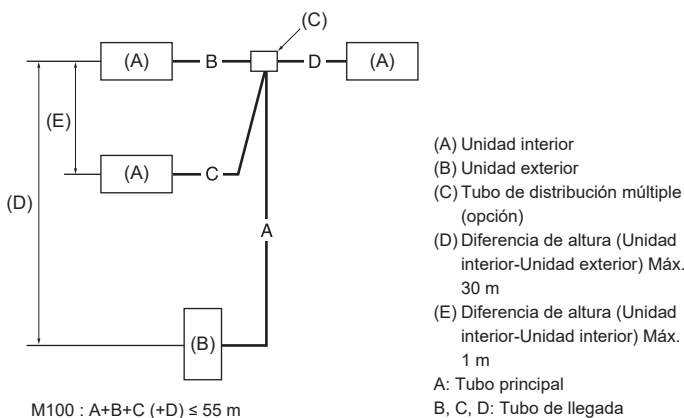 (C)
(A)
B
D
(A)
(E)
(A)
C
(D)
A
(B)
M100 : A+B+C (+D) ≤ 55 m
(A) Unidad interior
(B) Unidad exterior
(C) Tubo de distribución múltiple
(opción)
(D) Diferencia de altura (Unidad
interior-Unidad exterior) Máx.
30 m
(E) Diferencia de altura (Unidad
interior-Unidad interior) Máx.
1 m
A: Tubo principal
B, C, D: Tubo de llegada